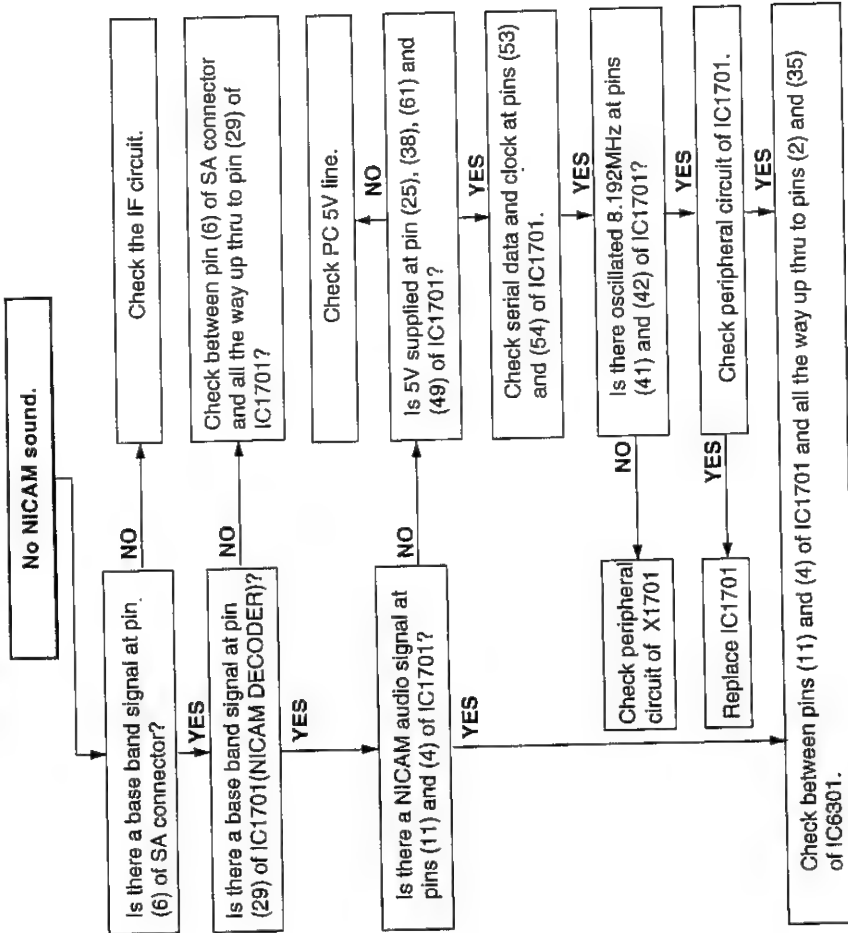 No NICAM sound.
Is there a base band signal at pin.
(6) of SA connector?
NO
Check the IF circuit.
YES
Is there a base band signal at pin
(29) of IC1701(NICAM DECODER)?
NO
Check between pin (6) of SA connector
and all the way up thru to pin (29) of
IC1701?
YES
Is there a NICAM audio signal at
pins (11) and (4) of IC1701?
NO
Check PC 5V line.
NO
Is 5V supplied at pin (25), (38), (61) and
(49) of IC1701?
YES
Check serial data and clock at pins (53)
and (54) of IC1701.
YES
Is there oscillated 8.192MHz at pins
(41) and (42) of IC1701?
NO
Check peripheral
circuit of X1701
YES
Check peripheral circuit of IC1701.
YES
Replace IC1701
YES
YES
Check between pins (11) and (4) of IC1701 and all the way up thru to pins (2) and (35)
of IC6301.